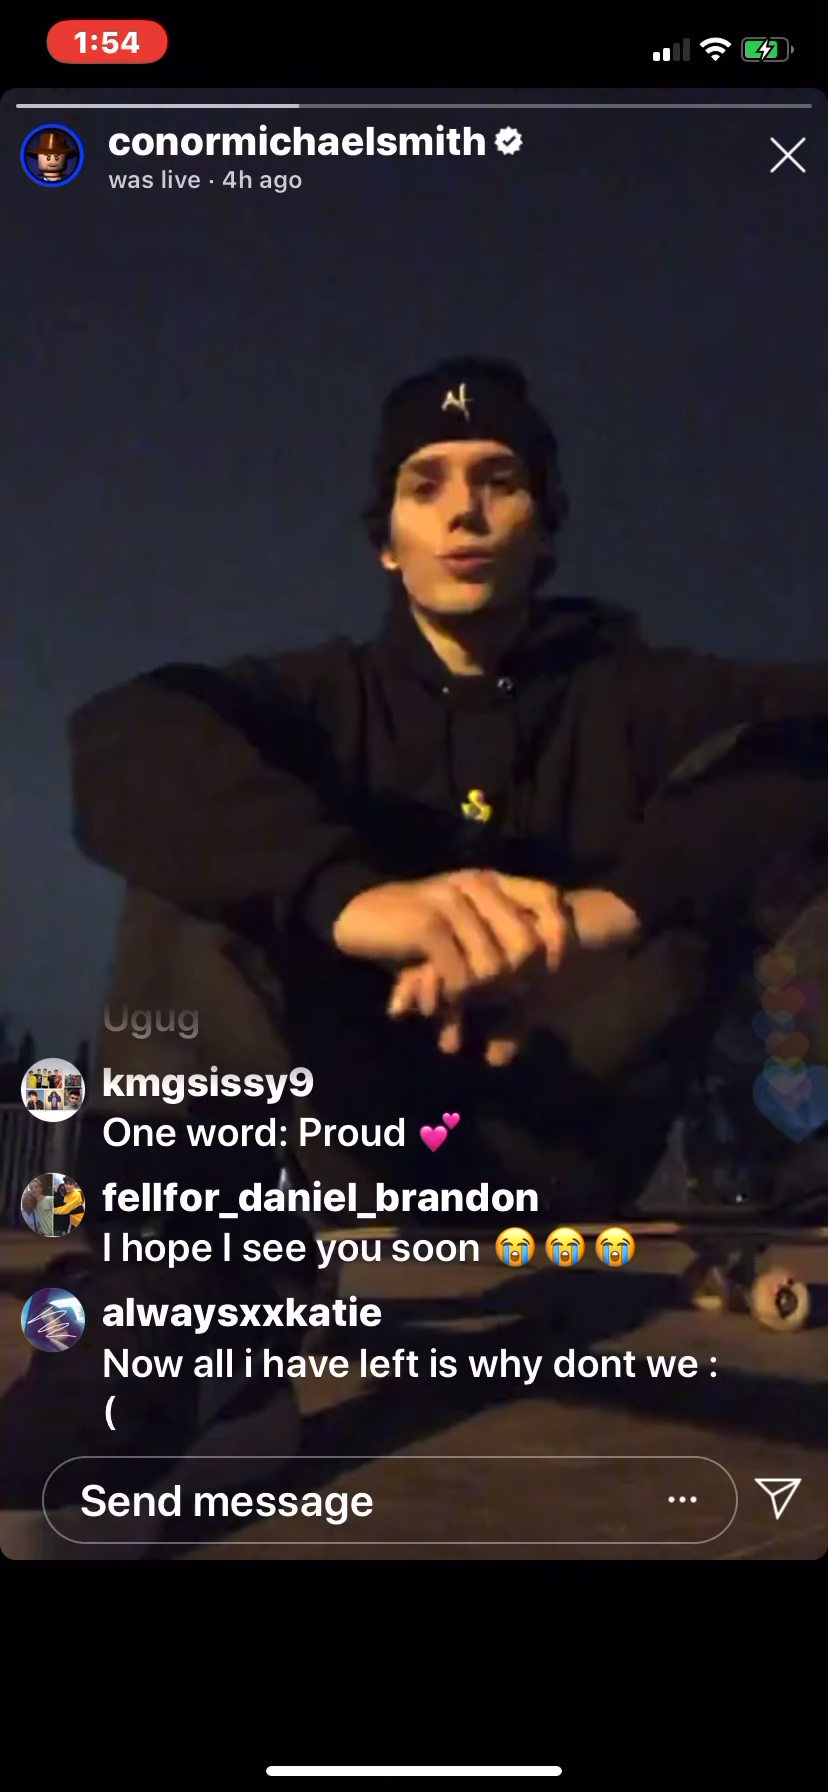 1:54
conormichaelsmith
was live · 4h ago
Ugug
kmgsissy9
One word: Proud 💕
fellfor_daniel_brandon
I hope I see you soon 😭😭😭
alwaysxxkatie
Now all i have left is why dont we :
(
Send message